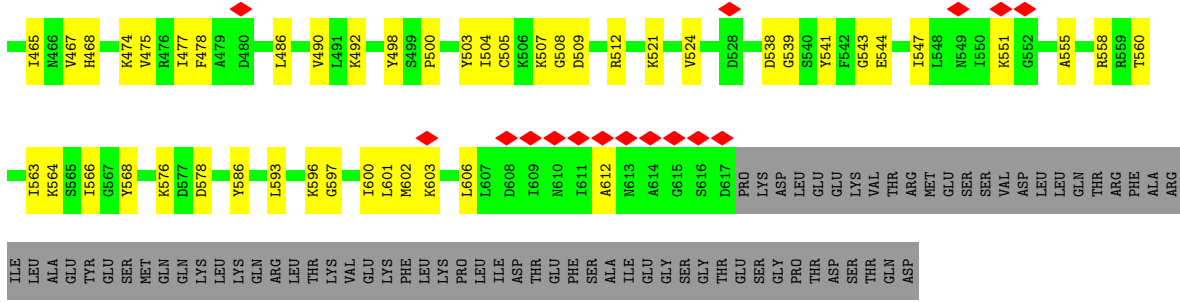 I465 N466 V467 H468 K474 V475 R476 I477 F478 A479 D480 L486 V490 L491 K492 Y498 S499 P500 Y503 I504 C505 K506 K507 G508 D509 R512 K521 V524 D528 D538 G539 S540 Y541 F542 G543 E544 I547 L548 N549 I550 K551 G552 A555 R558 R559 T560
I563 K564 S565 I566 G567 Y568 K576 D577 D578 Y586 L593 K596 G597 I600 L601 M602 K603 L606 L607 D608 I609 N610 I611 A612 N613 A614 G615 S616 D617 PRO LYS ASP LEU GLU GLU LYS VAL THR ARG MET GLU SER SER VAL ASP LEU LEU GLN THR ARG PHE ALA ARG
ILE LEU ALA GLU TYR GLU SER MET GLN GLN LYS LEU LYS GLN ARG LEU THR LYS VAL GLU LYS PHE LEU LYS PRO LEU ILE ASP THR GLU PHE SER ALA ILE GLU GLY SER GLY THR GLU SER GLY PRO THR ASP SER THR GLN ASP